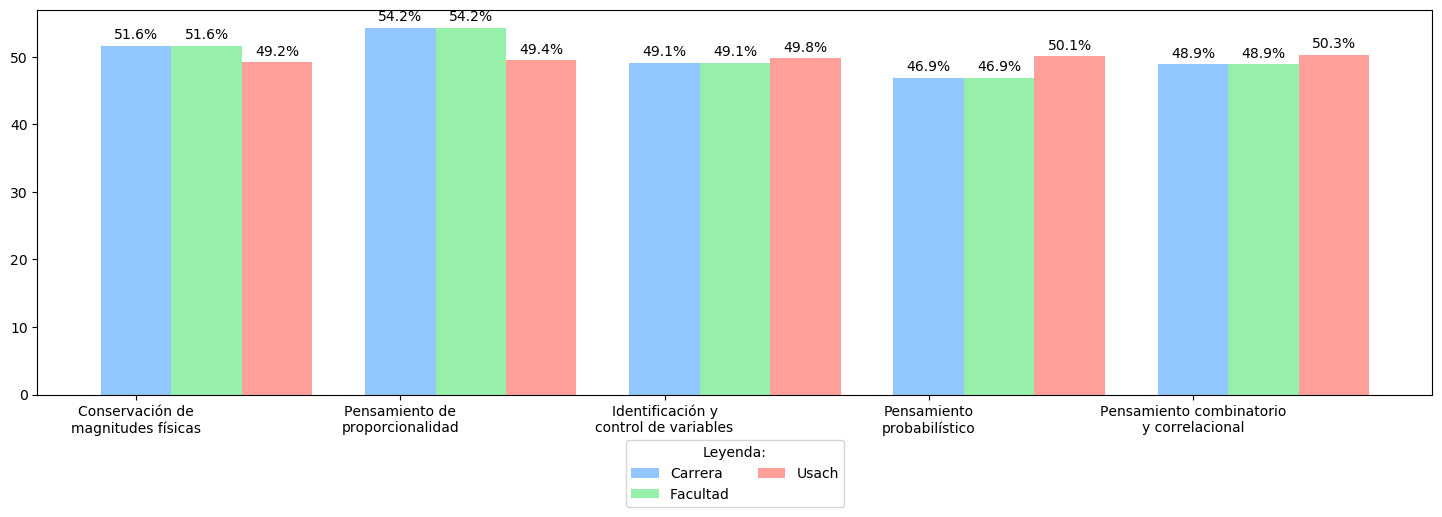 54.2% 54.2%
51.6% 51.6% 49.2% 49.4% 49.1% 49.1% 49.8% 46.9% 46.9% 50.1% 48.9% 48.9% 50.3%
50
40
30
20
10
0
Conservación de
magnitudes físicas
Pensamiento de
proporcionalidad
Identificación y
control de variables
Pensamiento
probabilístico
Pensamiento combinatorio
y correlacional
Leyenda:
Carrera
Facultad
Usach